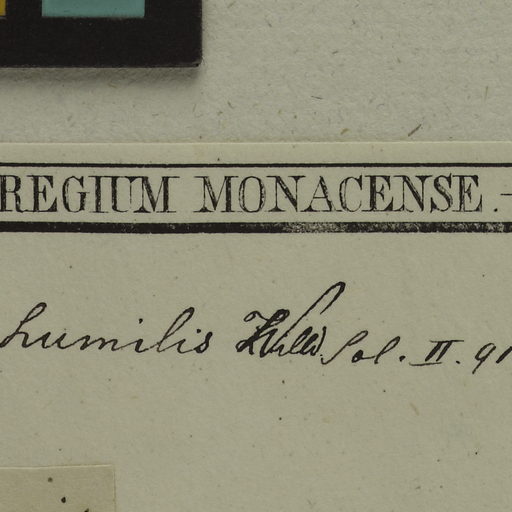 REGIUM MONACENSE. –
humilis Willd. Sol. II. 91